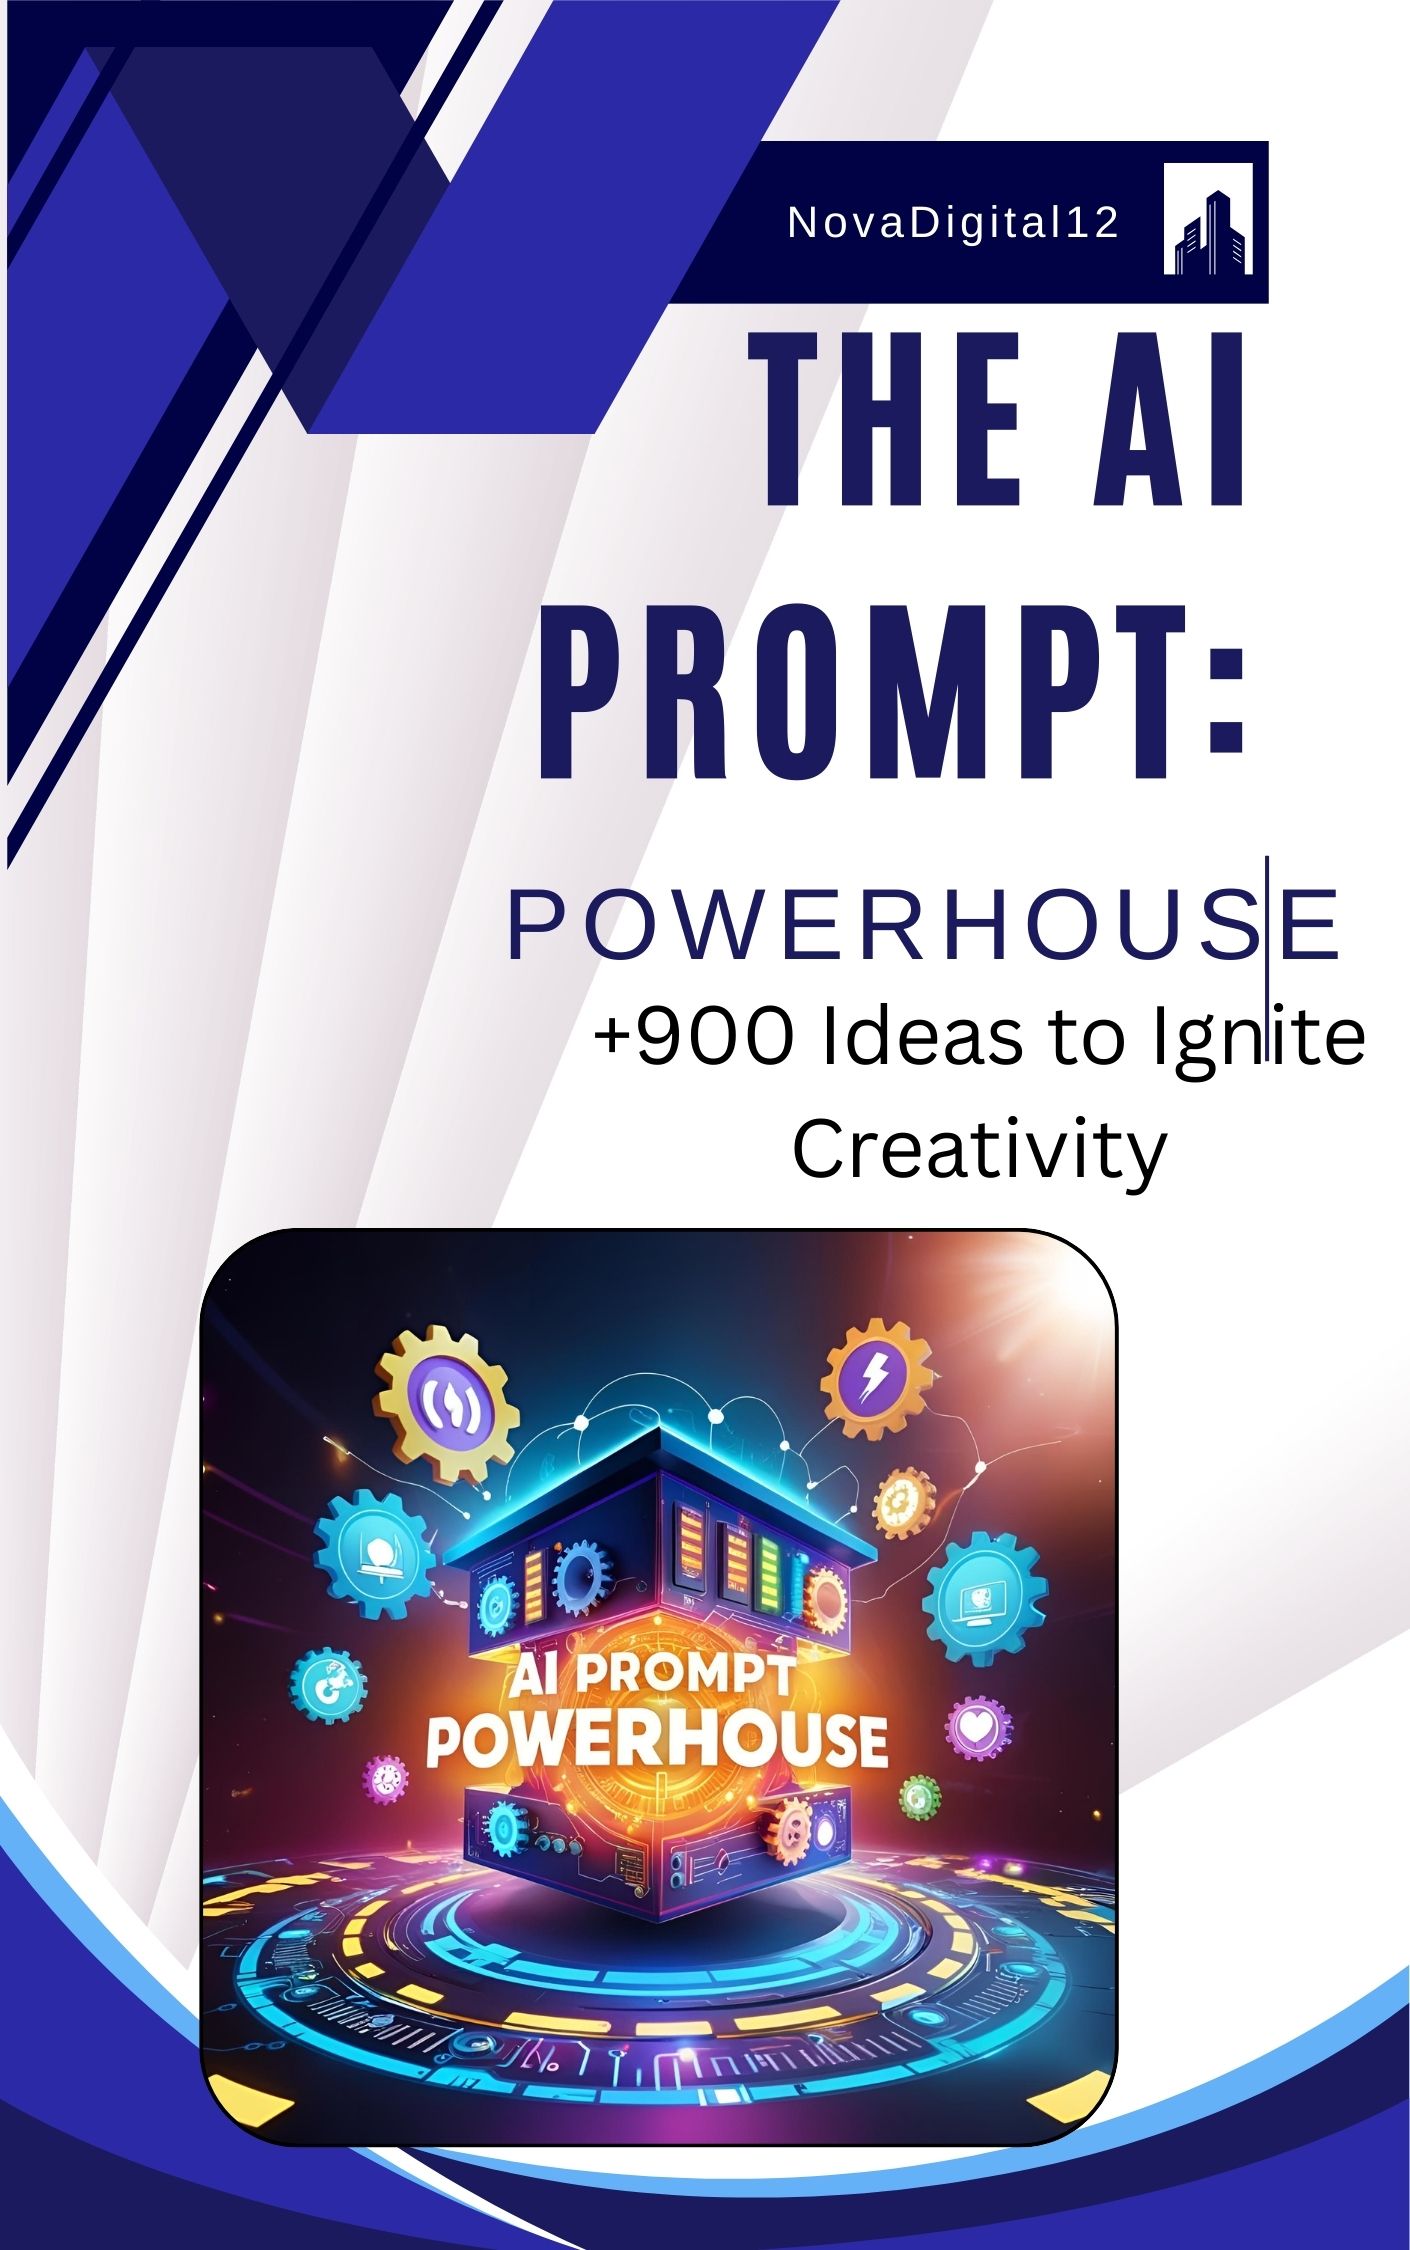 NovaDigital12
THE AI
PROMPT:
POWERHOUSE
+900 Ideas to Ignite
Creativity
AI PROMPT
POWERHOUSE